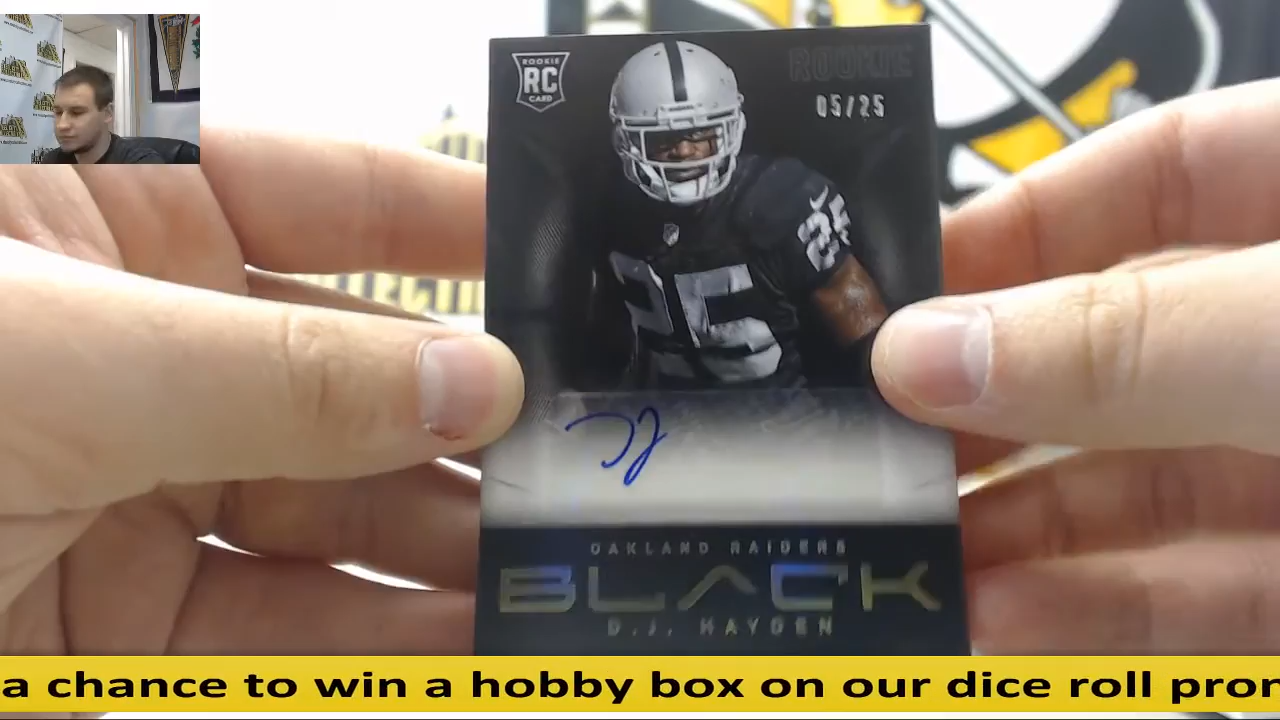 ROOKIE
RC
CARD
ROOKIE
05/25
25
25
OAKLAND RAIDERS
BLACK
D.J. HAYDEN
a chance to win a hobby box on our dice roll pron